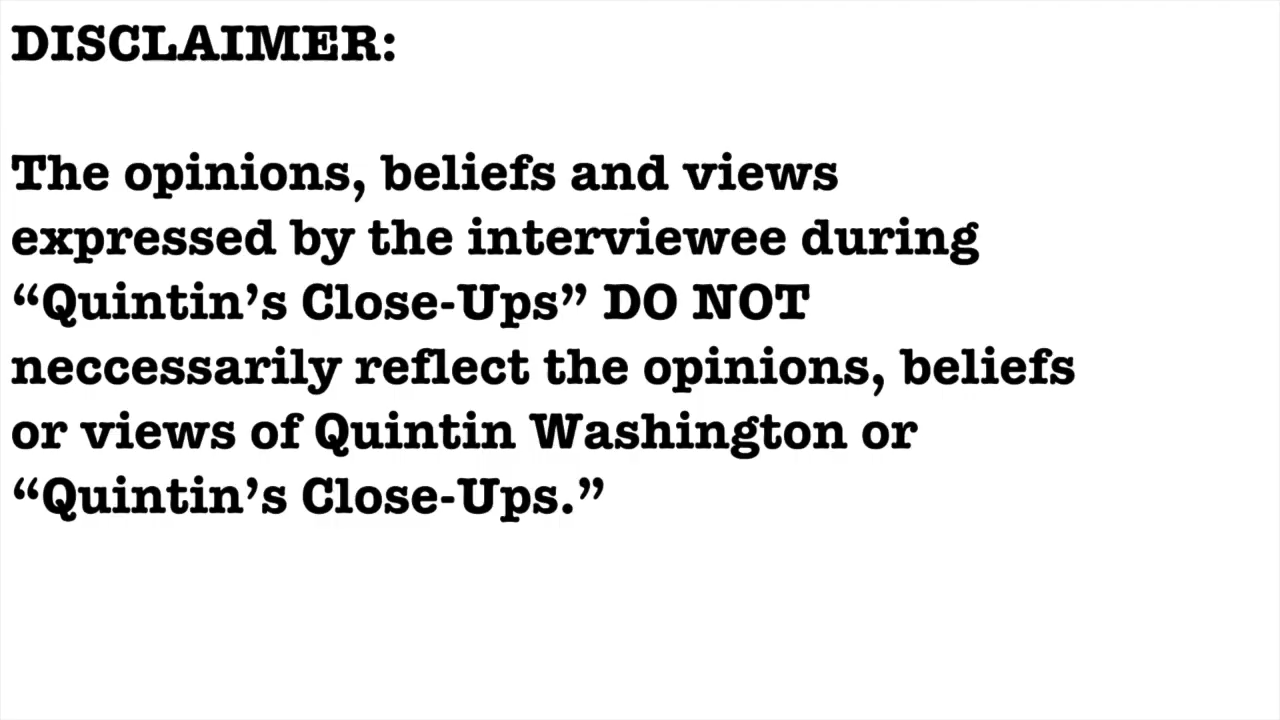 DISCLAIMER:
The opinions, beliefs and views
expressed by the interviewee during
“Quintin’s Close-Ups” DO NOT
neccessarily reflect the opinions, beliefs
or views of Quintin Washington or
“Quintin’s Close-Ups.”